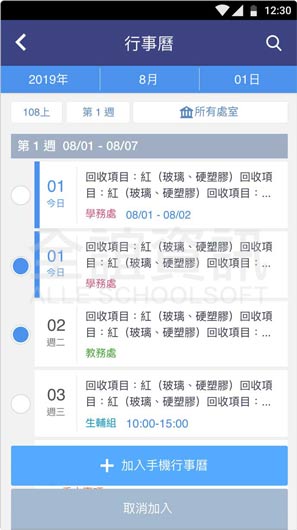 12:30
行事曆
2019年 8月 01日
108上 第 1 週 所有處室
第 1 週 08/01 - 08/07
01 回收項目：紅（玻璃、硬塑膠）回收項
今日 目：紅（玻璃、硬塑膠）回收項目：...
學務處 08/01 - 08/02
01 回收項目：紅（玻璃、硬塑膠）回收項
今日 目：紅（玻璃、硬塑膠）回收項目：...
學務處
全誼資訊
ALLE SCHOOLSOFT
02 回收項目：紅（玻璃、硬塑膠）回收項
週二 目：紅（玻璃、硬塑膠）回收項目：...
教務處
03 回收項目：紅（玻璃、硬塑膠）回收項
週三 目：紅（玻璃、硬塑膠）回收項目：...
生輔組 10:00-15:00
＋ 加入手機行事曆
取消加入